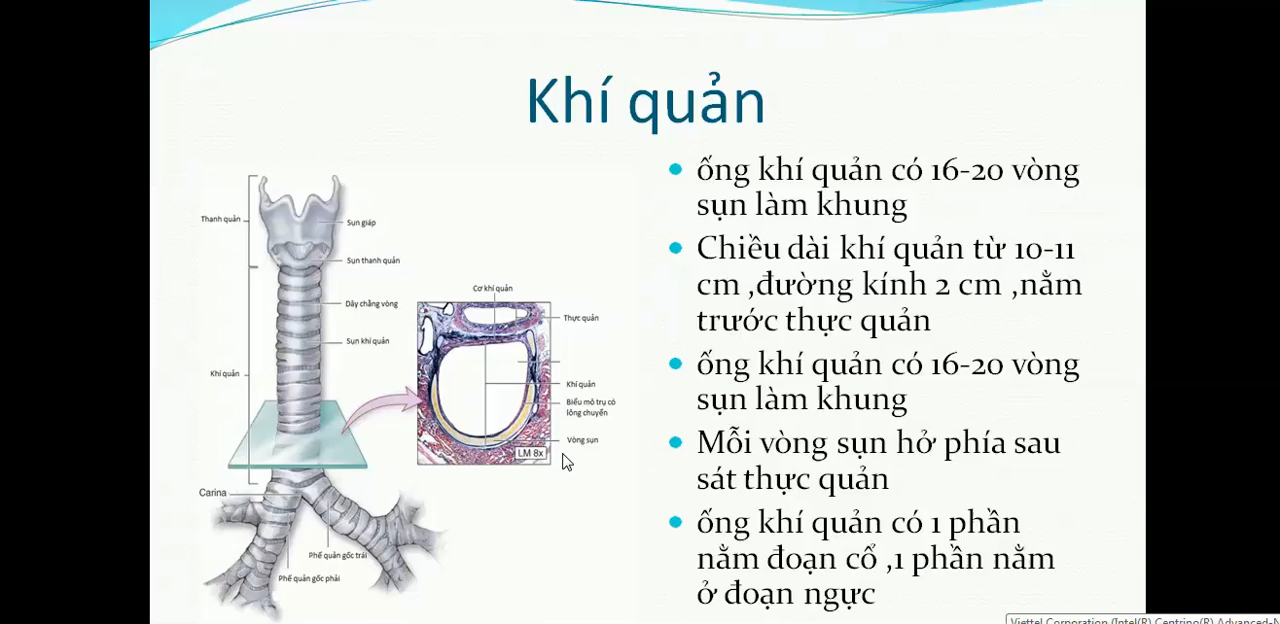 Khí quản
ống khí quản có 16-20 vòng
sụn làm khung
Chiều dài khí quản từ 10-11
cm ,đường kính 2 cm ,nằm
trước thực quản
ống khí quản có 16-20 vòng
sụn làm khung
Mỗi vòng sụn hở phía sau
sát thực quản
ống khí quản có 1 phần
nằm đoạn cổ ,1 phần nằm
ở đoạn ngực
Thanh quản
Sụn giáp
Sụn thanh quản
Dây chằng vòng
Sụn khí quản
Khí quản
Carina
Phế quản gốc trái
Phế quản gốc phải
Cơ khí quản
Thực quản
Khí quản
Biểu mô trụ có
lông chuyển
Vòng sụn
LM 8x
Viettel Corporation (Intel(R) Centrino(R) Advanced-N